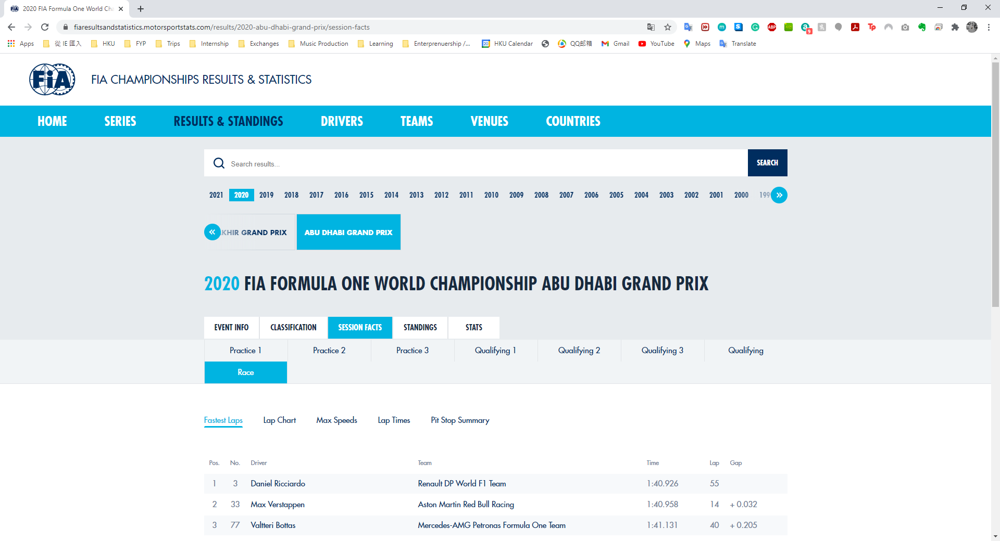 2020 FIA Formula One World Cha
fiaresultsandstatistics.motorsportstats.com/results/2020-abu-dhabi-grand-prix/session-facts
Apps 從 IE 匯入 HKU FYP Trips Internship Exchanges Music Production Learning Enterprenuership /... HKU Calendar QQ邮箱 Gmail YouTube Maps Translate
FIA FIA CHAMPIONSHIPS RESULTS & STATISTICS
HOME SERIES RESULTS & STANDINGS DRIVERS TEAMS VENUES COUNTRIES
Search results... SEARCH
2021 2020 2019 2018 2017 2016 2015 2014 2013 2012 2011 2010 2009 2008 2007 2006 2005 2004 2003 2002 2001 2000 199
KHIR GRAND PRIX ABU DHABI GRAND PRIX
2020 FIA FORMULA ONE WORLD CHAMPIONSHIP ABU DHABI GRAND PRIX
EVENT INFO CLASSIFICATION SESSION FACTS STANDINGS STATS
Practice 1 Practice 2 Practice 3 Qualifying 1 Qualifying 2 Qualifying 3 Qualifying
Race
Fastest Laps Lap Chart Max Speeds Lap Times Pit Stop Summary
Pos. No. Driver Team Time Lap Gap
1 3 Daniel Ricciardo Renault DP World F1 Team 1:40.926 55
2 33 Max Verstappen Aston Martin Red Bull Racing 1:40.958 14 + 0.032
3 77 Valtteri Bottas Mercedes-AMG Petronas Formula One Team 1:41.131 40 + 0.205